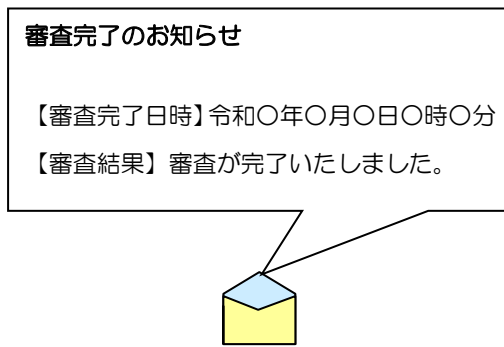 審査完了のお知らせ
【審査完了日時】令和〇年〇月〇日〇時〇分
【審査結果】審査が完了いたしました。